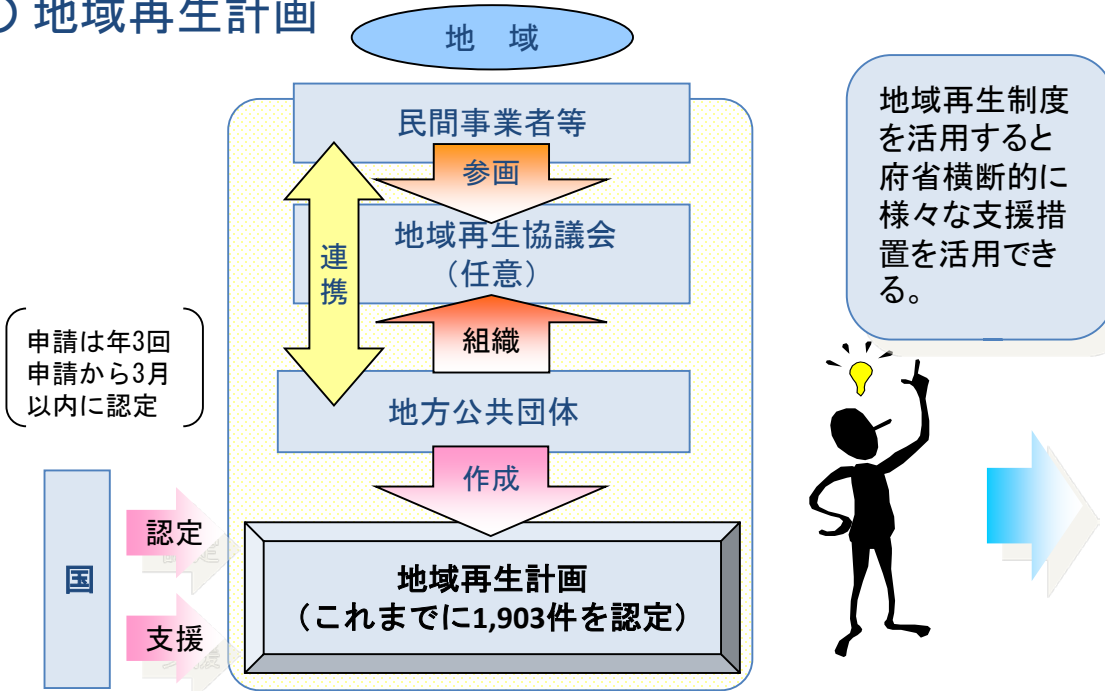 地域再生計画
地　域
民間事業者等
参画
地域再生協議会
（任意）
連携
組織
地方公共団体
作成
申請は年3回
申請から3月
以内に認定
国
認定
支援
地域再生計画
（これまでに1,903件を認定）
地域再生制度
を活用すると
府省横断的に
様々な支援措
置を活用でき
る。